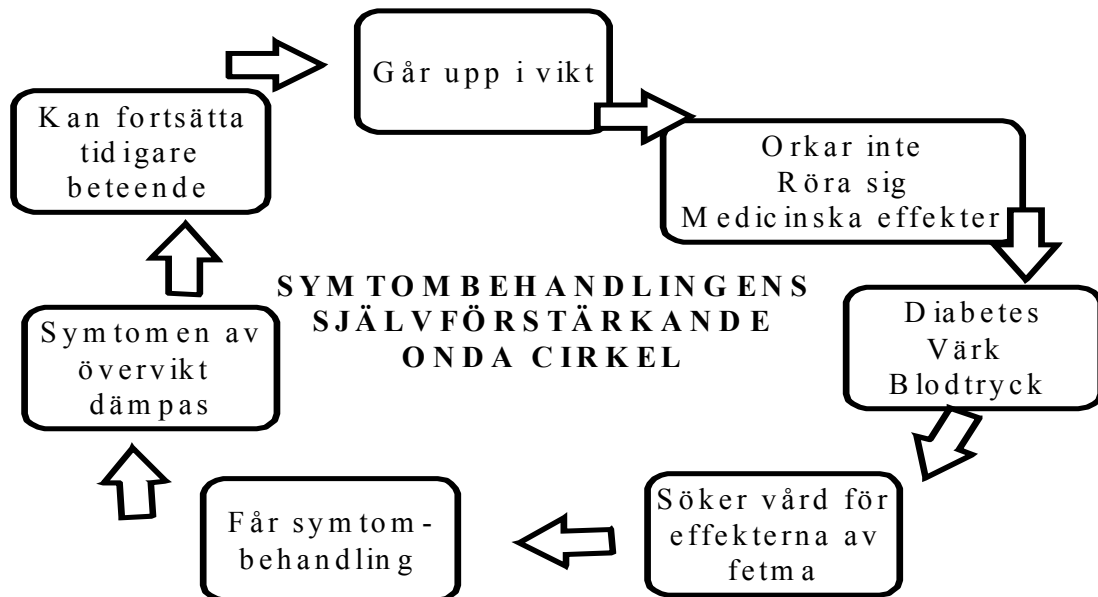 Går upp i vikt
Orkar inte
Röra sig
Medicinska effekter
Diabetes
Värk
Blodtryck
Söker vård för
effekterna av
fetma
Får symtom-
behandling
Symtomen av
övervikt
dämpas
Kan fortsätta
tidigare
beteende
SYMTOMBEHANDLINGENS
SJÄLVFÖRSTÄRKANDE
ONDA CIRKEL